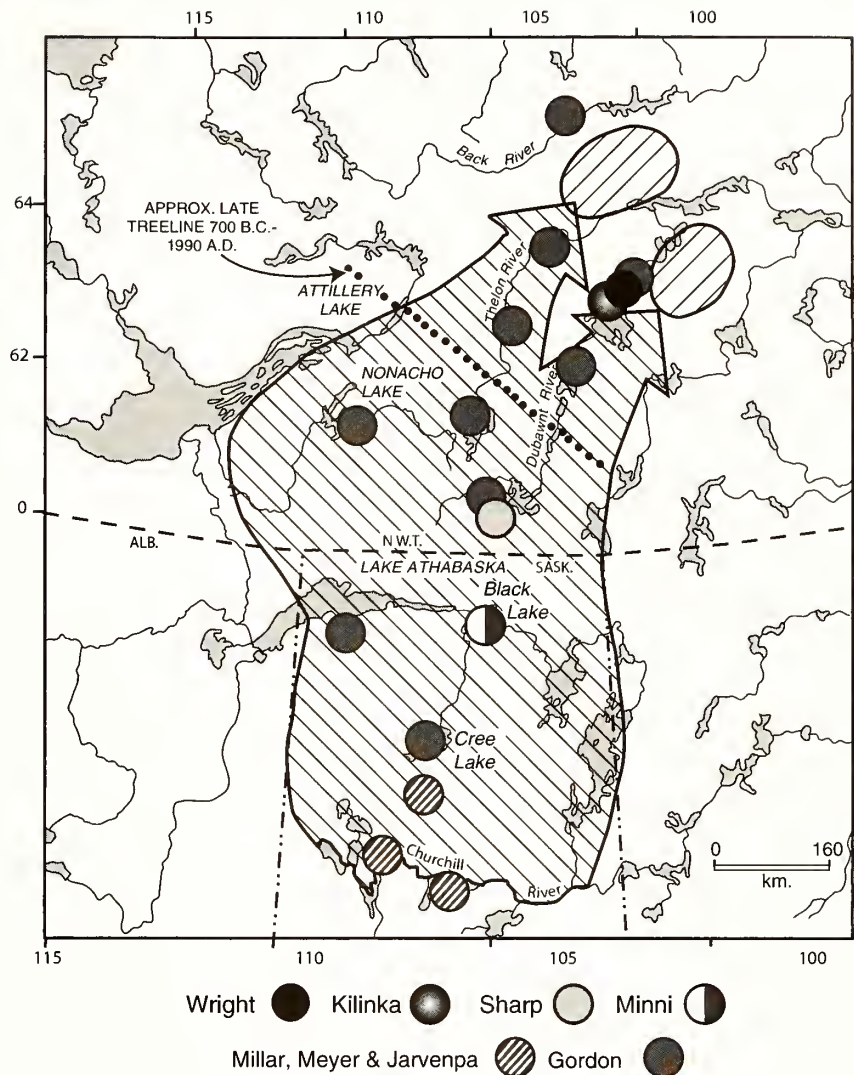 115 110 105 100
Back River
64
APPROX. LATE
TREELINE 700 B.C.-
1990 A.D.
ATTILLERY
LAKE
Thelon River
62
NONACHO
LAKE
Dubawnt River
0
ALB.
N.W.T.
LAKE ATHABASKA SASK.
Black
Lake
Cree
Lake
Churchill
River
0 160
km.
115 110 105 100
Wright Kilinka Sharp Minni
Millar, Meyer & Jarvenpa Gordon